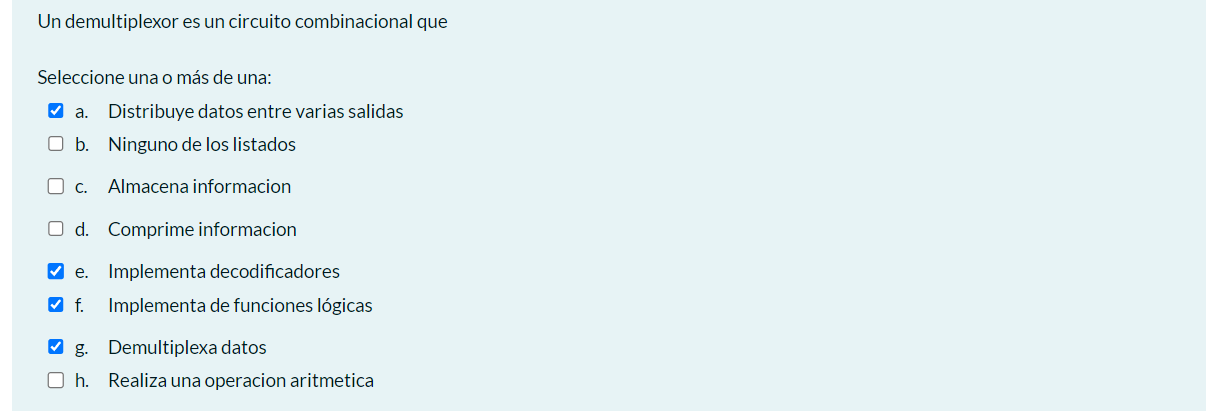 Un demultiplexor es un circuito combinacional que
Seleccione una o más de una:
a. Distribuye datos entre varias salidas
b. Ninguno de los listados
c. Almacena informacion
d. Comprime informacion
e. Implementa decodificadores
f. Implementa de funciones lógicas
g. Demultiplexa datos
h. Realiza una operacion aritmetica